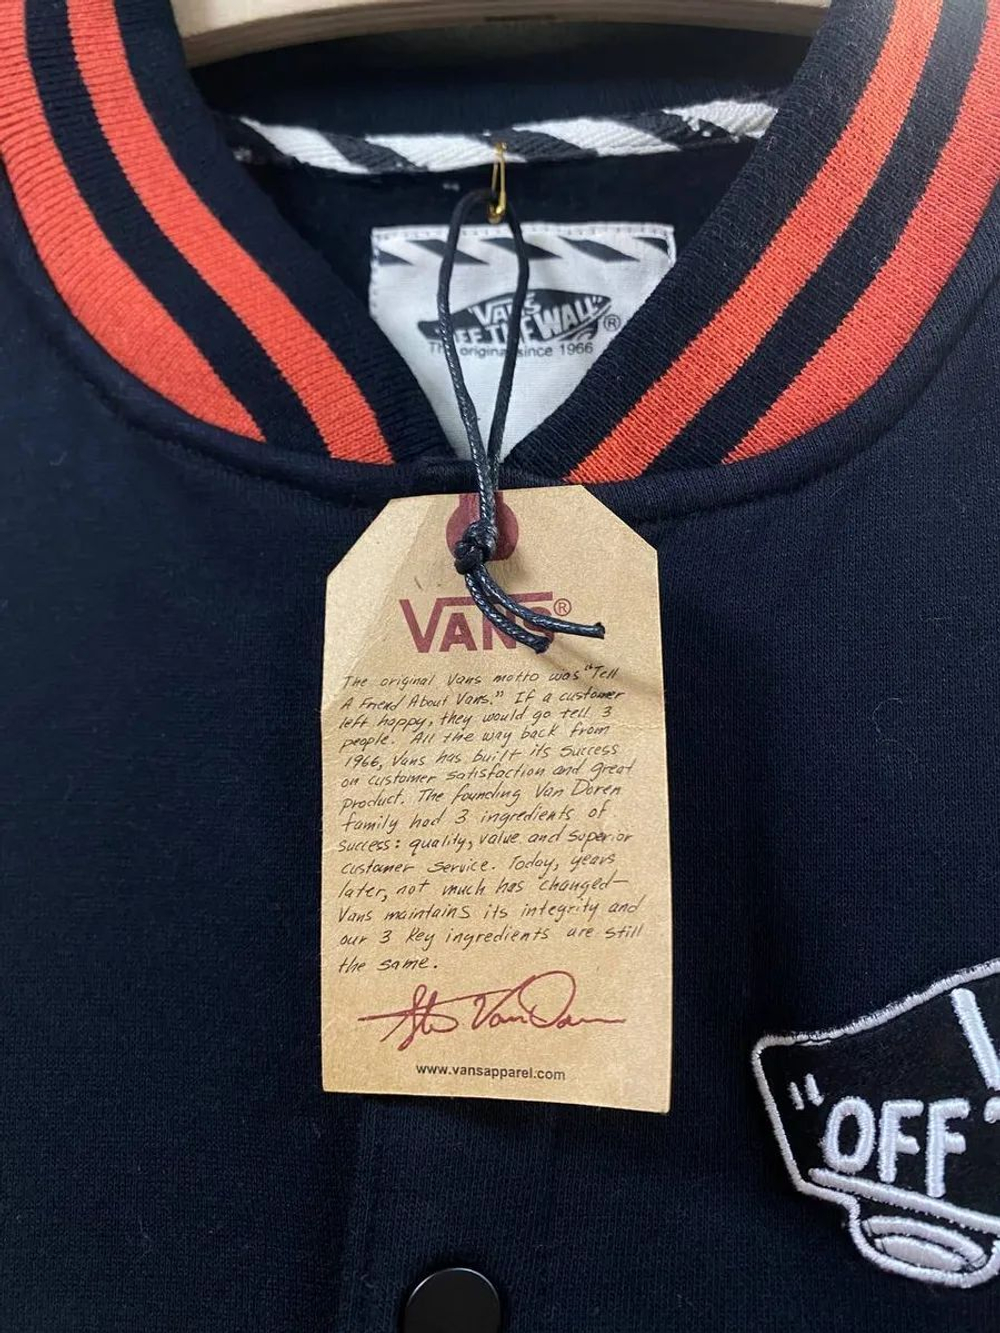 VANS
"OFF THE WALL"®
The original since 1966
VANS®
The original Vans motto was "Tell
A Friend About Vans." If a customer
left happy, they would go tell 3
people. All the way back from
1966, Vans has built its success
on customer satisfaction and great
product. The founding Van Doren
family had 3 ingredients of
success: quality, value and superior
customer service. Today, years
later, not much has changed—
Vans maintains its integrity and
our 3 key ingredients are still
the same.
Steve Van Doren
www.vansapparel.com
"OFF